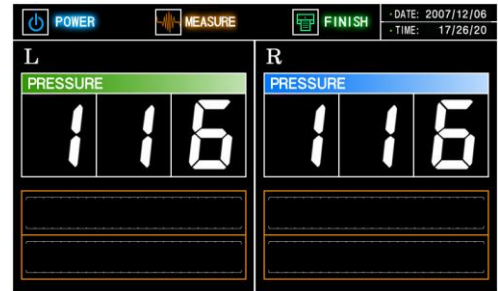 POWER MEASURE FINISH ·DATE: 2007/12/06
·TIME: 17/26/20
L
PRESSURE
116
R
PRESSURE
116